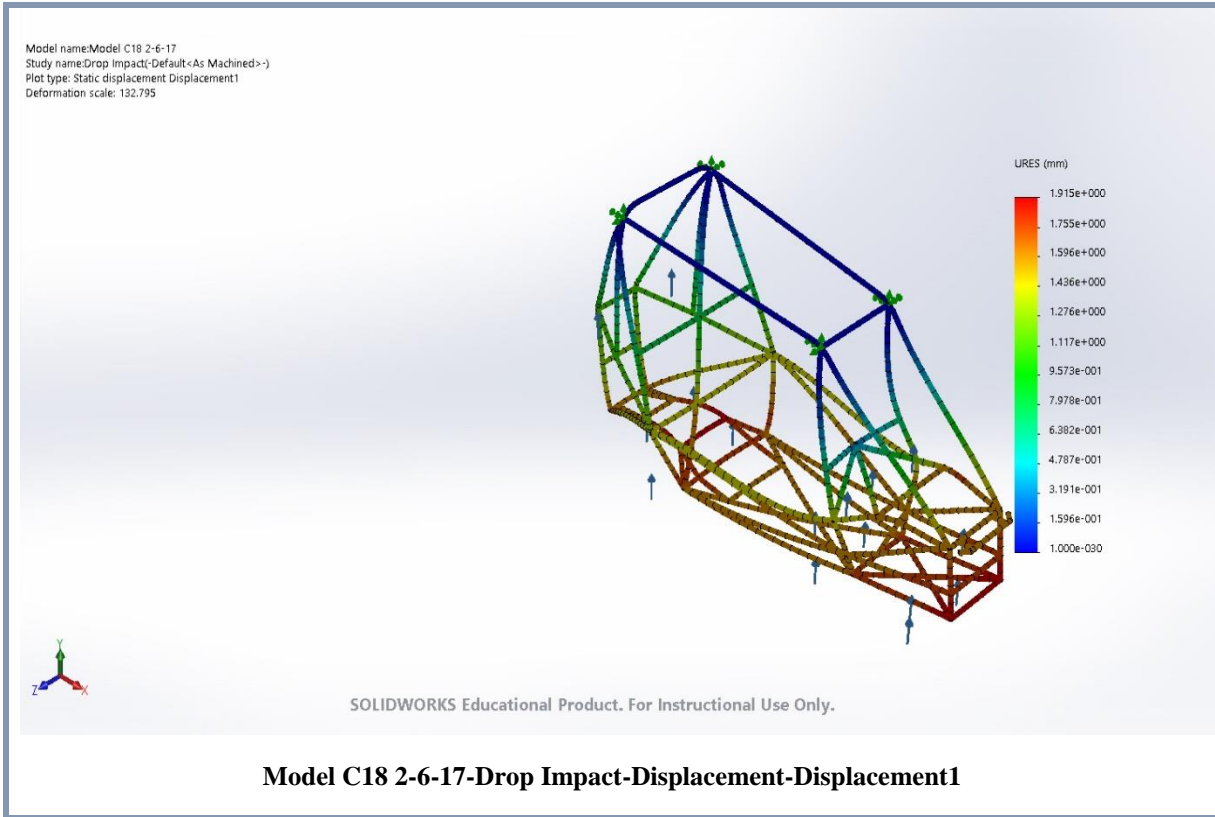 Model name:Model C18 2-6-17
Study name:Drop Impact(-Default<As Machined>-)
Plot type: Static displacement Displacement1
Deformation scale: 132.795
URES (mm)
1.915e+000
1.755e+000
1.596e+000
1.436e+000
1.276e+000
1.117e+000
9.573e-001
7.978e-001
6.382e-001
4.787e-001
3.191e-001
1.596e-001
1.000e-030
Y
Z
X
SOLIDWORKS Educational Product. For Instructional Use Only.
Model C18 2-6-17-Drop Impact-Displacement-Displacement1